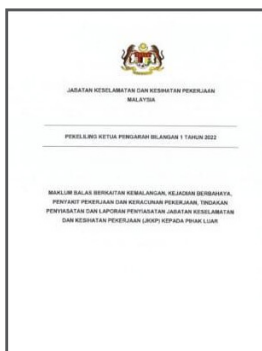 JABATAN KESELAMATAN DAN KESIHATAN PEKERJAAN
MALAYSIA
PEKELILING KETUA PENGARAH BILANGAN 1 TAHUN 2022
MAKLUM BALAS BERKAITAN KEMALANGAN, KEJADIAN BERBAHAYA,
PENYAKIT PEKERJAAN DAN KERACUNAN PEKERJAAN, TINDAKAN
PENYIASATAN DAN LAPORAN PENYIASATAN JABATAN KESELAMATAN
DAN KESIHATAN PEKERJAAN (JKKP) KEPADA PIHAK LUAR